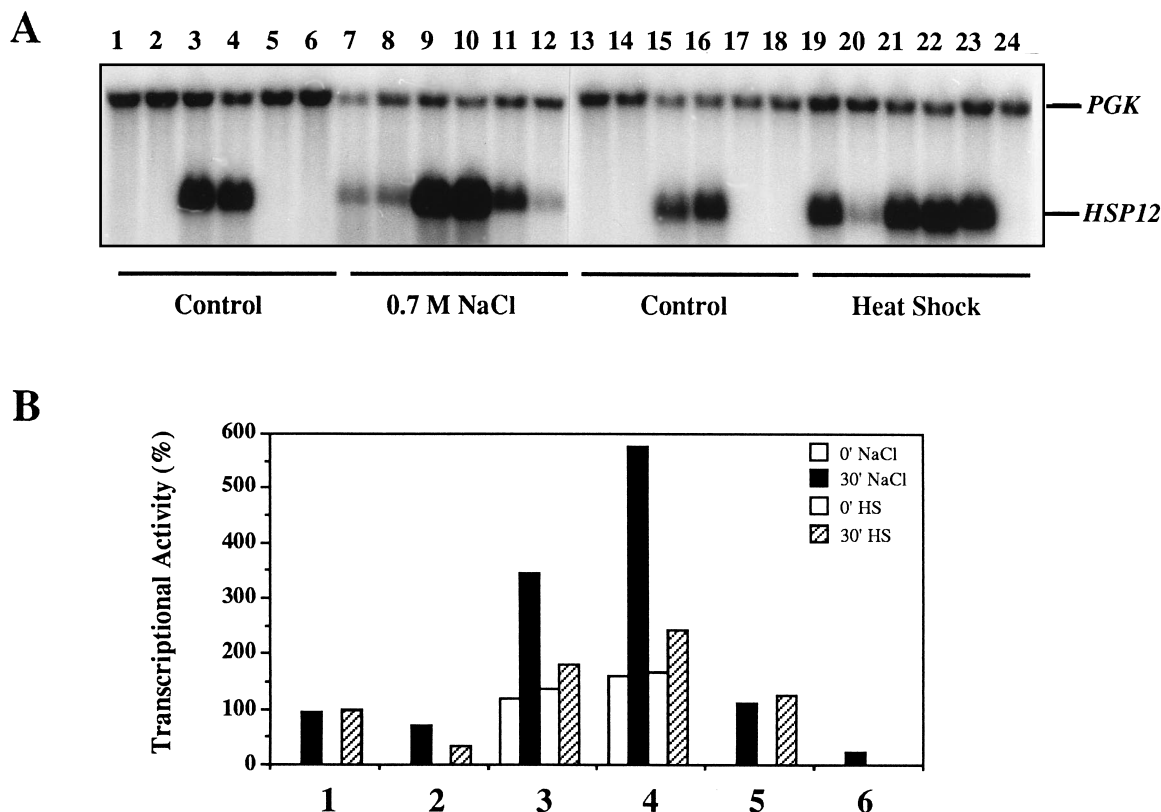 A
1 2 3 4 5 6 7 8 9 10 11 12 13 14 15 16 17 18 19 20 21 22 23 24
PGK
HSP12
Control 0.7 M NaCl Control Heat Shock
B
Transcriptional Activity (%)
600
500
400
300
200
100
0
0' NaCl
30' NaCl
0' HS
30' HS
1 2 3 4 5 6